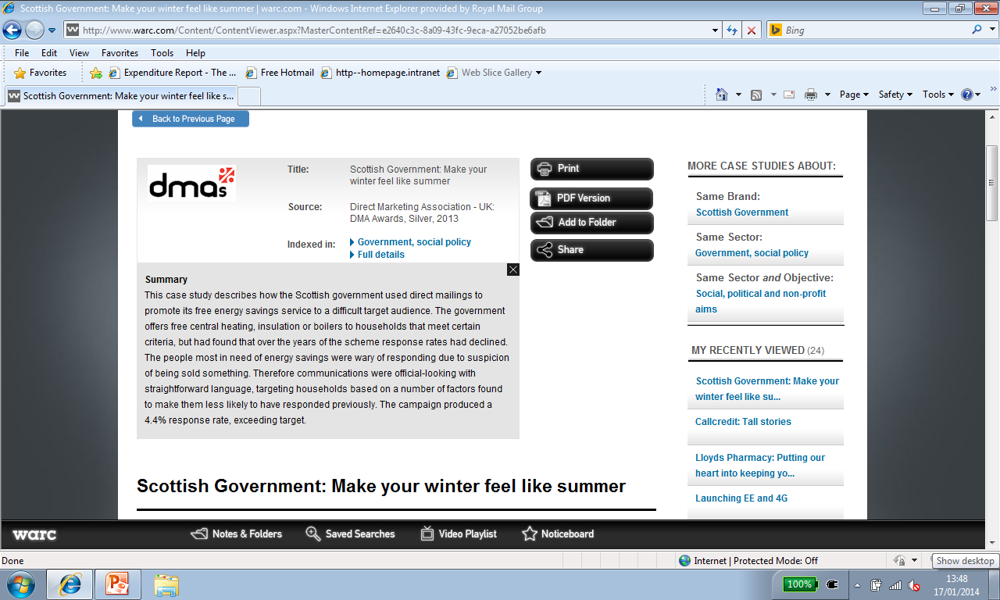 Scottish Government: Make your winter feel like summer | warc.com - Windows Internet Explorer provided by Royal Mail Group
http://www.warc.com/Content/ContentViewer.aspx?MasterContentRef=e2640c3c-8a09-43fc-9eca-a27052be6afb
Bing
File Edit View Favorites Tools Help
Favorites Expenditure Report - The ... Free Hotmail http--homepage.intranet Web Slice Gallery
Scottish Government: Make your winter feel like s...
Page Safety Tools
Back to Previous Page
dmas
Title: Scottish Government: Make your
winter feel like summer
Source: Direct Marketing Association - UK:
DMA Awards, Silver, 2013
Indexed in: Government, social policy
Full details
Print
PDF Version
Add to Folder
Share
Summary
This case study describes how the Scottish government used direct mailings to
promote its free energy savings service to a difficult target audience. The government
offers free central heating, insulation or boilers to households that meet certain
criteria, but had found that over the years of the scheme response rates had declined.
The people most in need of energy savings were wary of responding due to suspicion
of being sold something. Therefore communications were official-looking with
straightforward language, targeting households based on a number of factors found
to make them less likely to have responded previously. The campaign produced a
4.4% response rate, exceeding target.
Scottish Government: Make your winter feel like summer
MORE CASE STUDIES ABOUT:
Same Brand:
Scottish Government
Same Sector:
Government, social policy
Same Sector and Objective:
Social, political and non-profit
aims
MY RECENTLY VIEWED (24)
Scottish Government: Make your
winter feel like su...
Callcredit: Tall stories
Lloyds Pharmacy: Putting our
heart into keeping yo...
Launching EE and 4G
warc Notes & Folders Saved Searches Video Playlist Noticeboard
Done Internet | Protected Mode: Off Show desktop
100% 13:48
17/01/2014